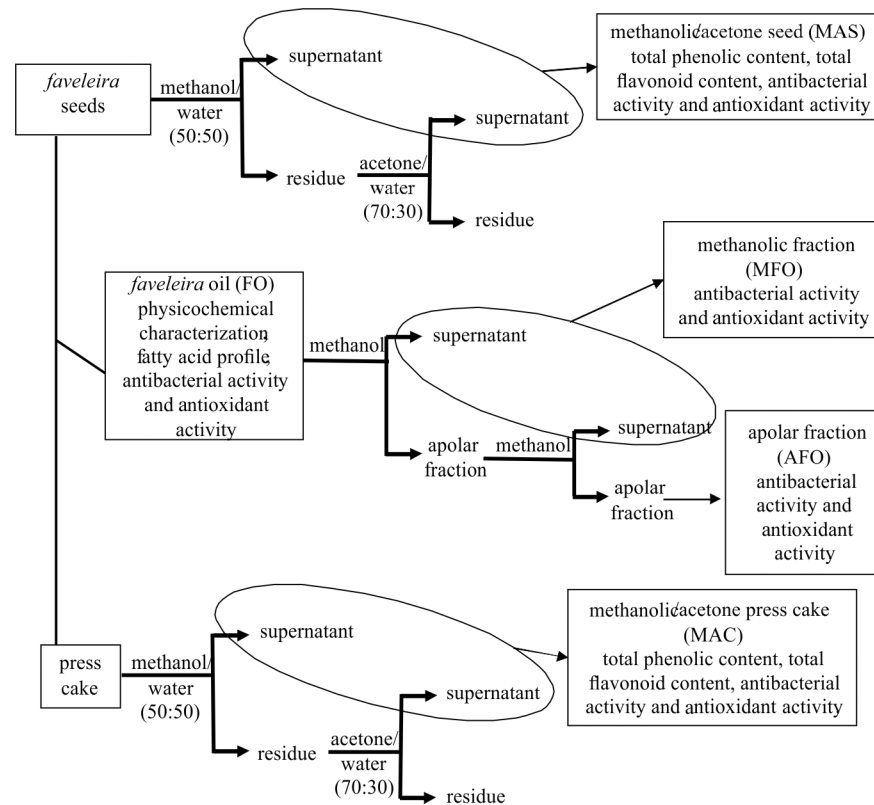 faveleira
seeds
methanol/
water
(50:50)
supernatant
residue
acetone/
water
(70:30)
supernatant
residue
methanolic/acetone seed (MAS)
total phenolic content, total
flavonoid content, antibacterial
activity and antioxidant activity
faveleira oil (FO)
physicochemical
characterization,
fatty acid profile,
antibacterial activity
and antioxidant
activity
methanol
supernatant
apolar
fraction
methanol
supernatant
apolar
fraction
methanolic fraction
(MFO)
antibacterial activity
and antioxidant activity
apolar fraction
(AFO)
antibacterial
activity and
antioxidant
activity
press
cake
methanol/
water
(50:50)
supernatant
residue
acetone/
water
(70:30)
supernatant
residue
methanolic/acetone press cake
(MAC)
total phenolic content, total
flavonoid content, antibacterial
activity and antioxidant activity